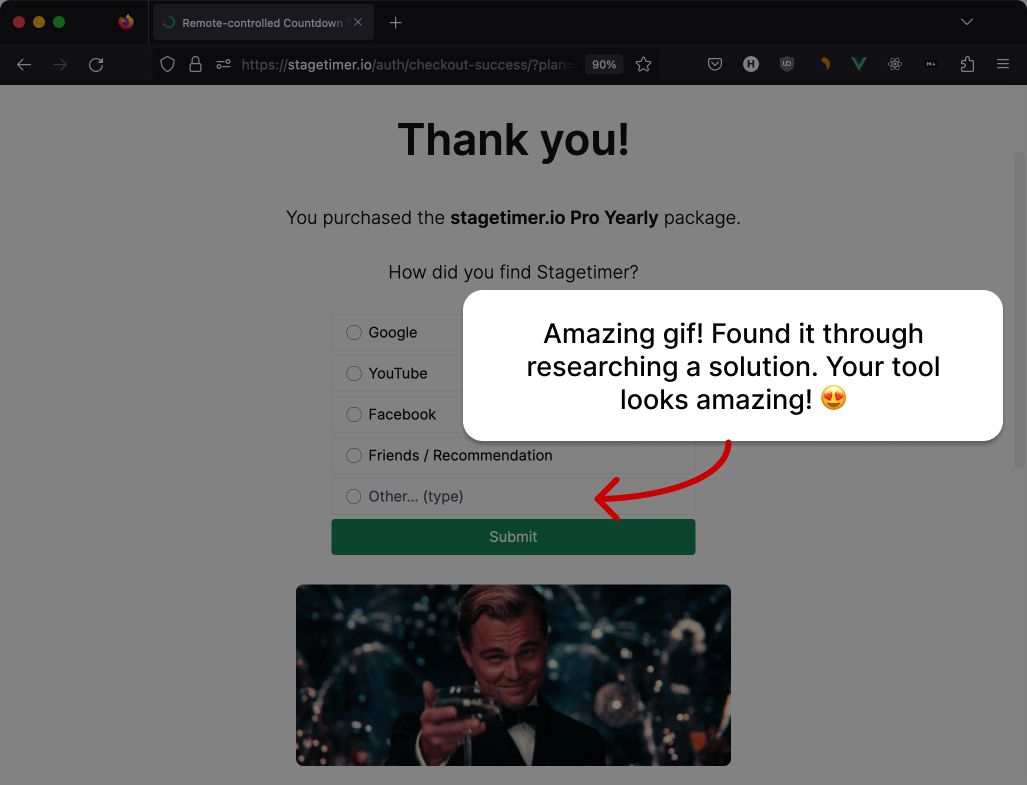 Remote-controlled Countdown T
https://stagetimer.io/auth/checkout-success/?plan=
90%
H
UD
M↓
Thank you!
You purchased the stagetimer.io Pro Yearly package.
How did you find Stagetimer?
Google
YouTube
Facebook
Friends / Recommendation
Other... (type)
Submit
Amazing gif! Found it through
researching a solution. Your tool
looks amazing! 😍